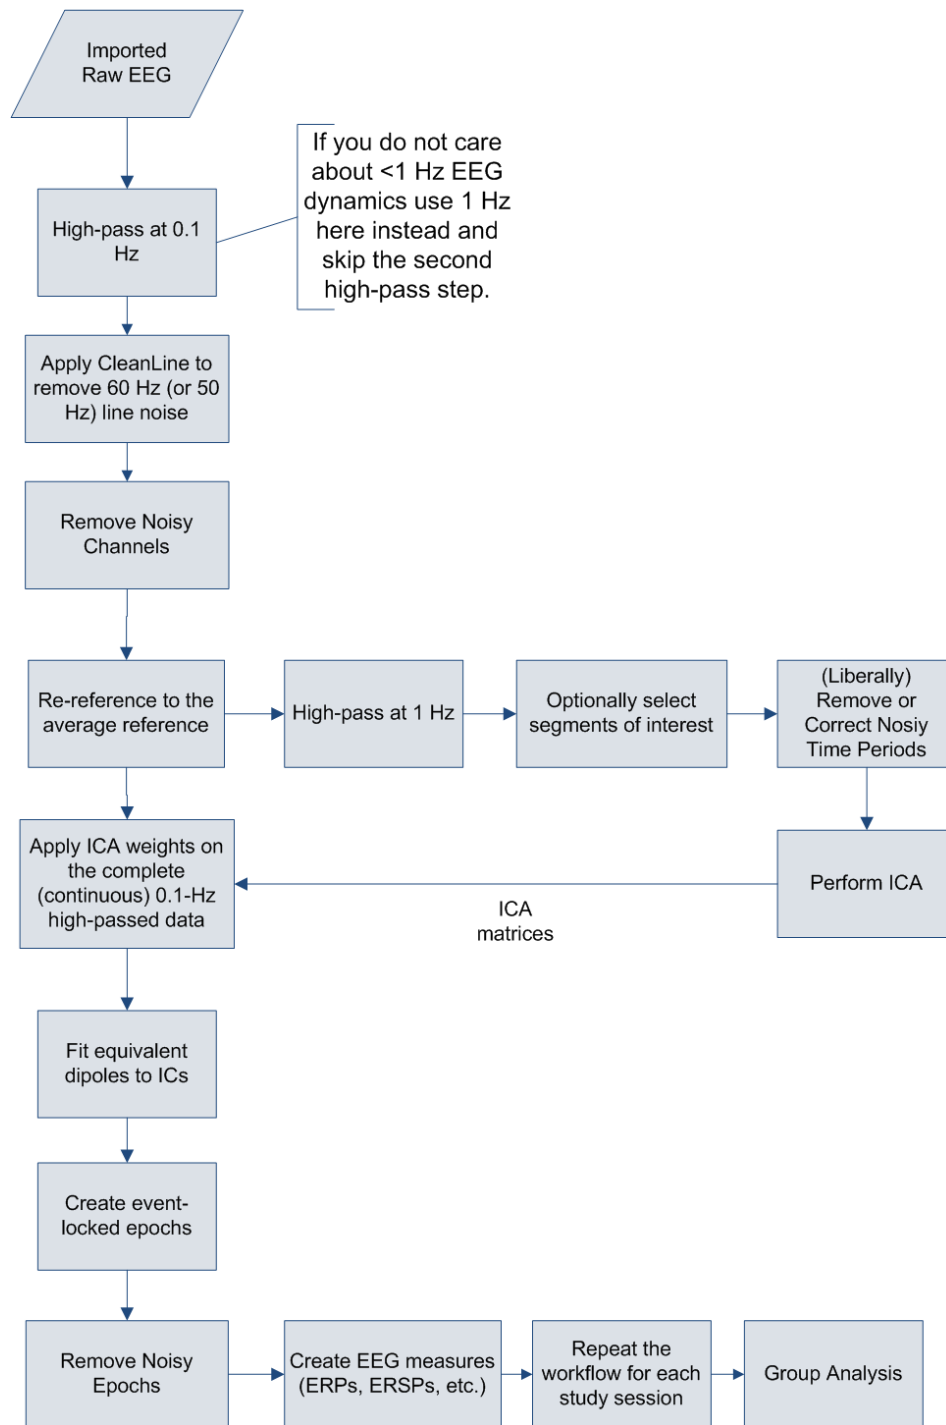 Imported
Raw EEG
If you do not care
about <1 Hz EEG
dynamics use 1 Hz
here instead and
skip the second
high-pass step.
High-pass at 0.1
Hz
Apply CleanLine to
remove 60 Hz (or 50
Hz) line noise
Remove Noisy
Channels
Re-reference to the
average reference
High-pass at 1 Hz
Optionally select
segments of interest
(Liberally)
Remove or
Correct Nosiy
Time Periods
Perform ICA
ICA
matrices
Apply ICA weights on
the complete
(continuous) 0.1-Hz
high-passed data
Fit equivalent
dipoles to ICs
Create event-
locked epochs
Remove Noisy
Epochs
Create EEG measures
(ERPs, ERSPs, etc.)
Repeat the
workflow for each
study session
Group Analysis